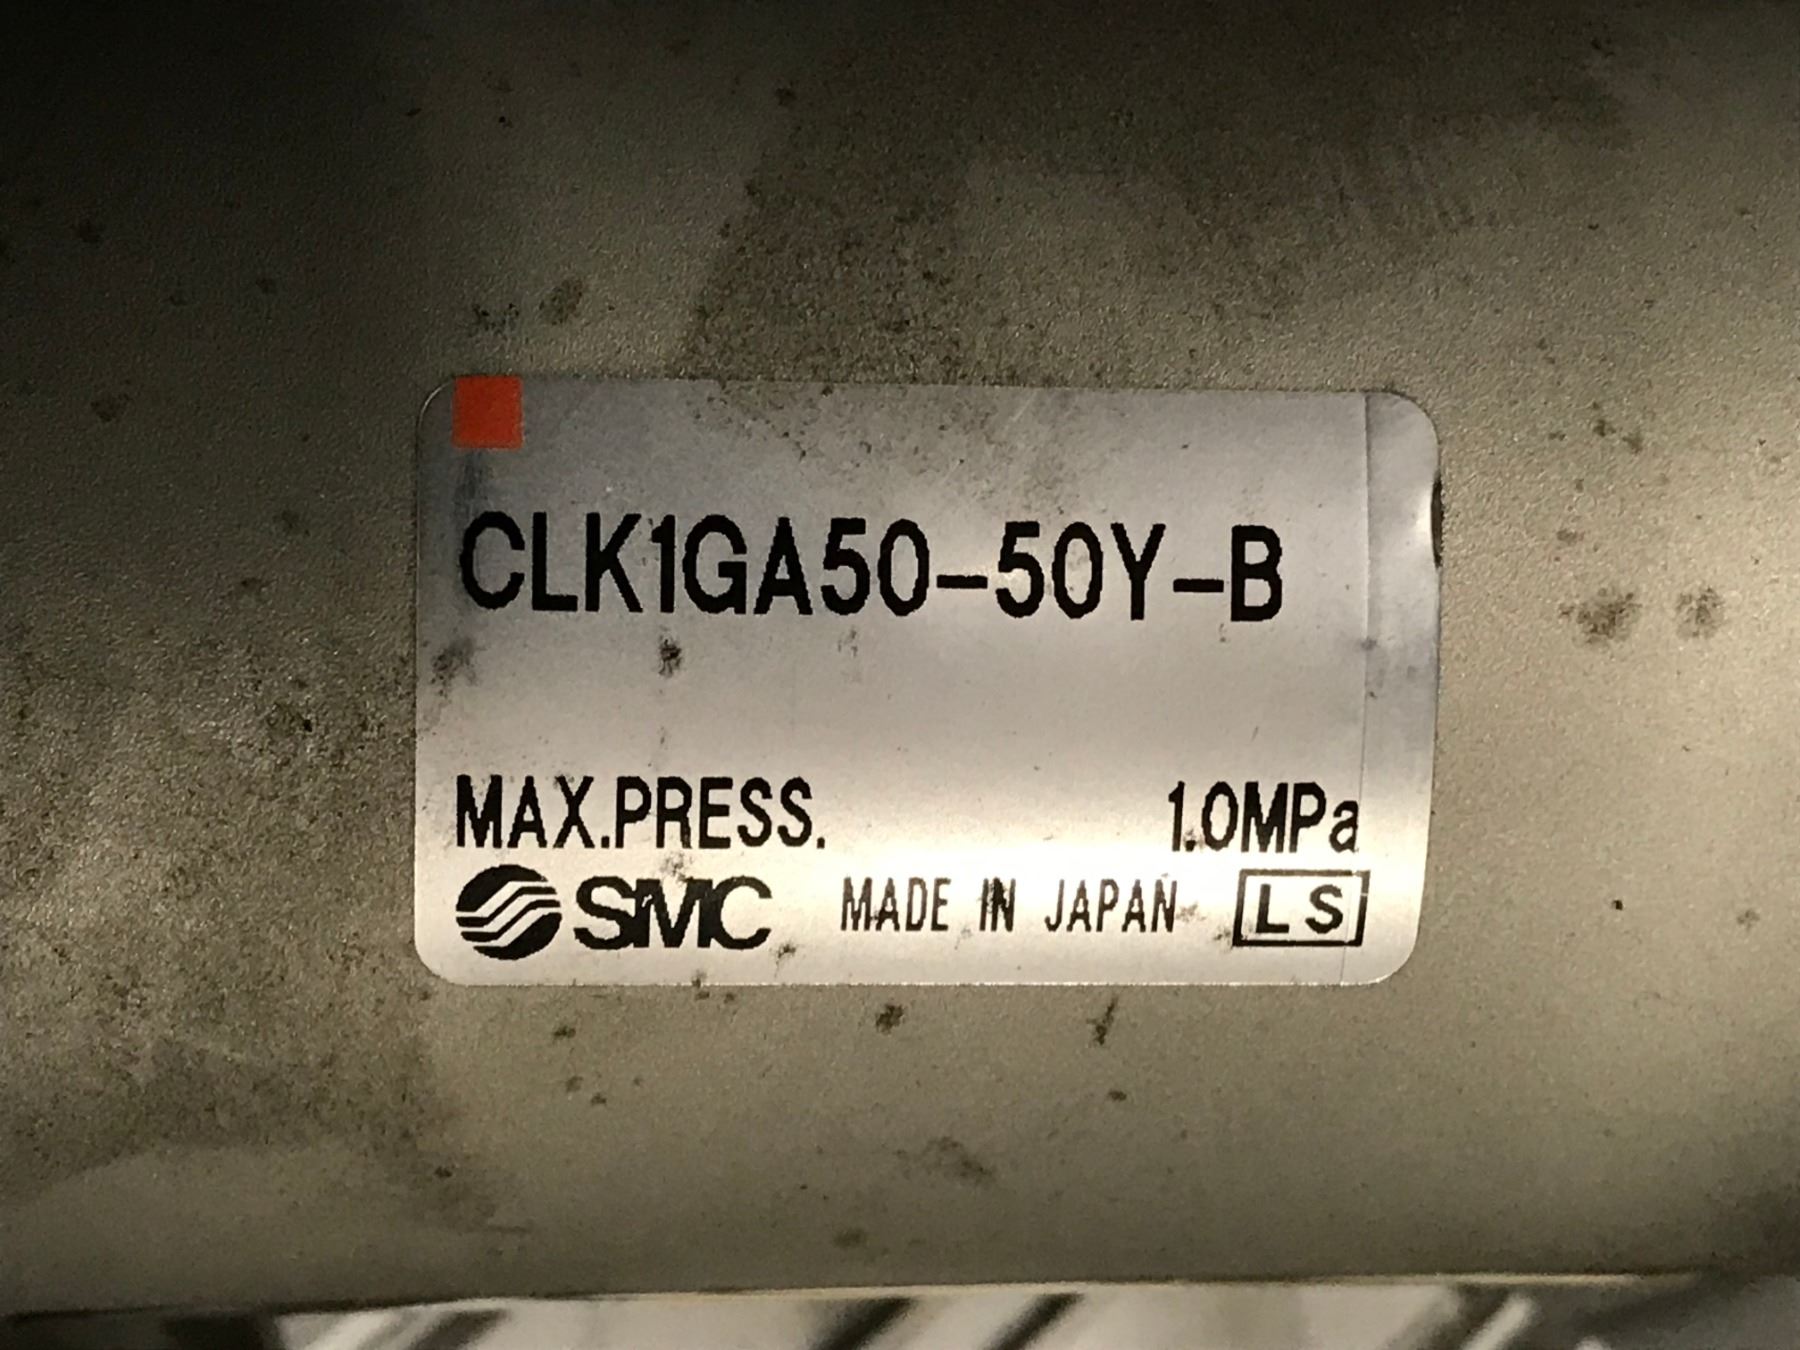 CLK1GA50-50Y-B
MAX.PRESS. 1.0MPa
SMC MADE IN JAPAN LS